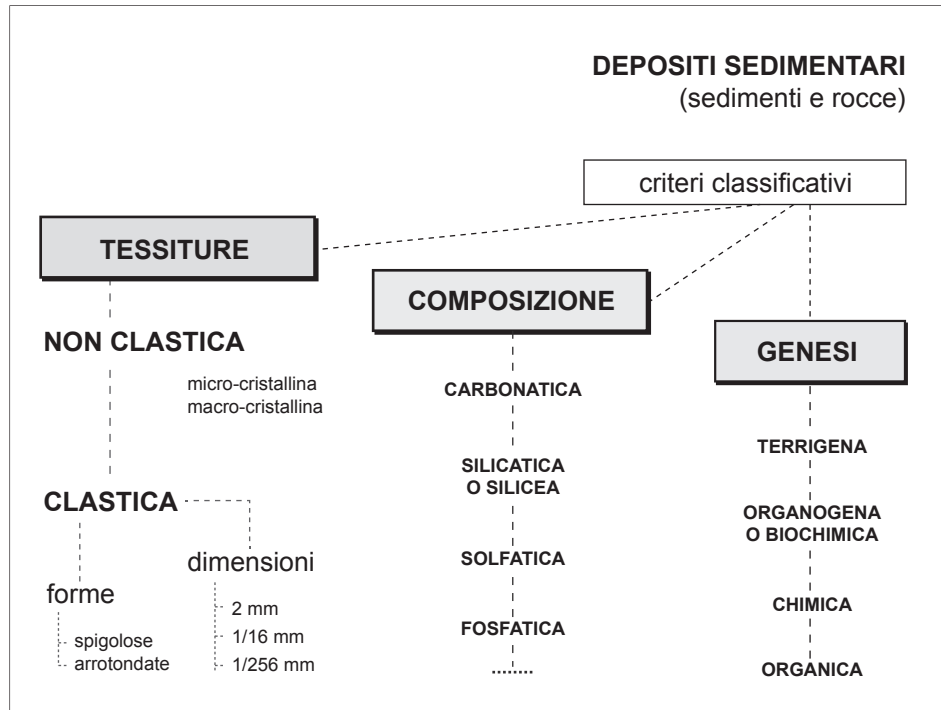 DEPOSITI SEDIMENTARI
(sedimenti e rocce)
criteri classificativi
TESSITURE
NON CLASTICA
micro-cristallina
macro-cristallina
CLASTICA
forme
spigolose
arrotondate
dimensioni
2 mm
1/16 mm
1/256 mm
COMPOSIZIONE
CARBONATICA
SILICATICA
O SILICEA
SOLFATICA
FOSFATICA
........
GENESI
TERRIGENA
ORGANOGENA
O BIOCHIMICA
CHIMICA
ORGANICA